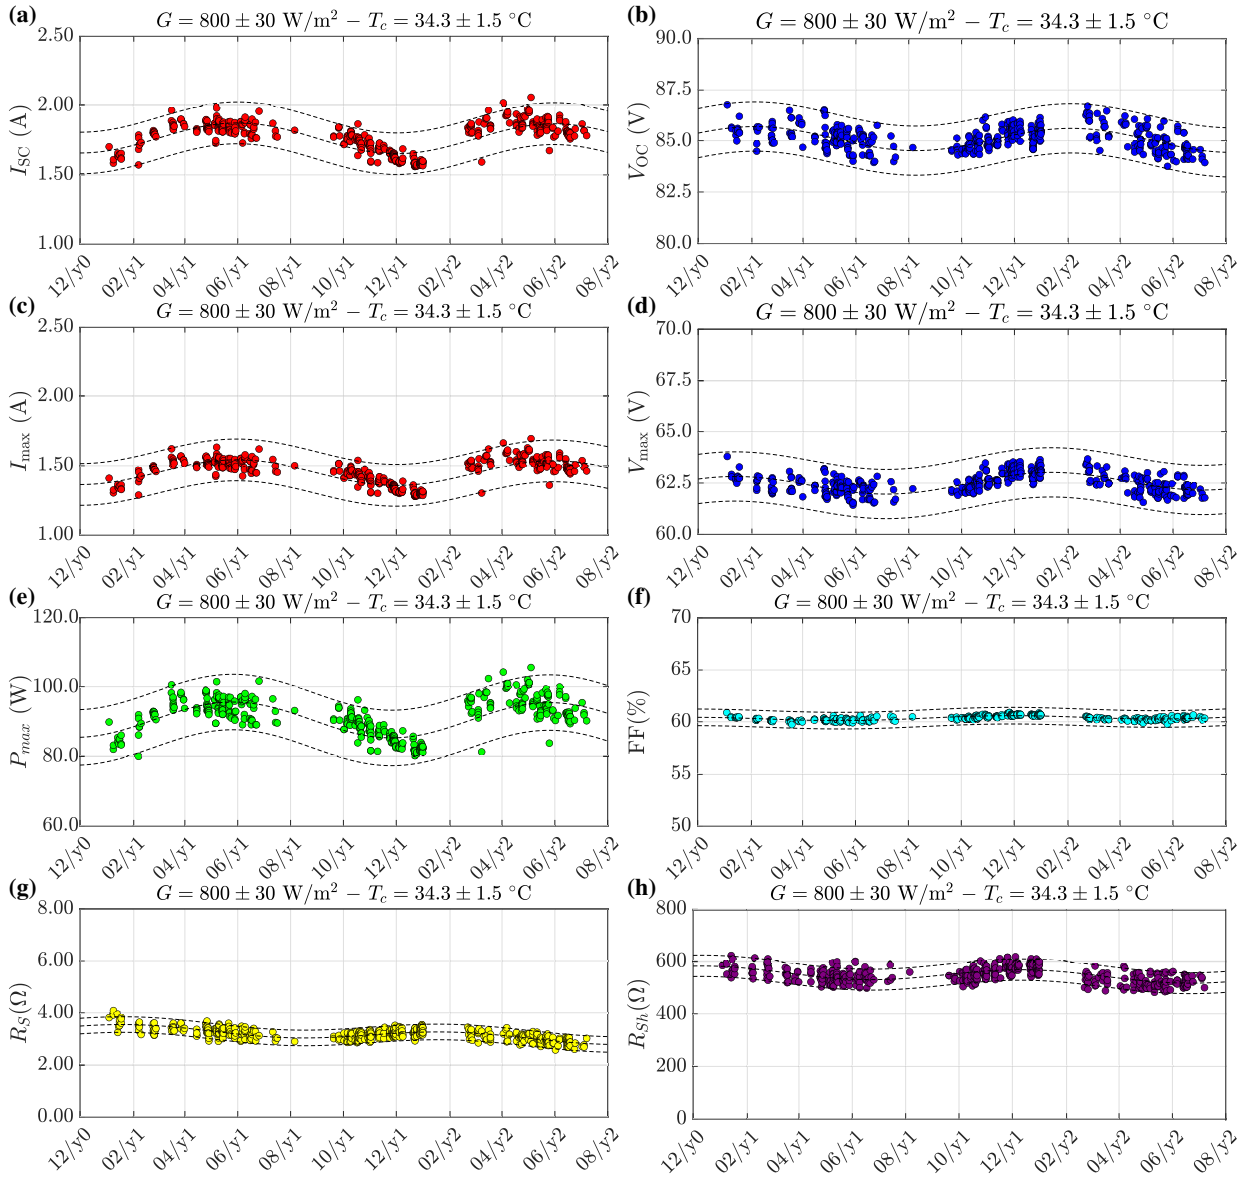 (a) G = 800 ± 30 W/m² − T_c = 34.3 ± 1.5 °C
2.50
2.00
1.50
1.00
I_SC (A)
12/y0 02/y1 04/y1 06/y1 08/y1 10/y1 12/y1 02/y2 04/y2 06/y2 08/y2
(b) G = 800 ± 30 W/m² − T_c = 34.3 ± 1.5 °C
90.0
87.5
85.0
82.5
80.0
V_OC (V)
12/y0 02/y1 04/y1 06/y1 08/y1 10/y1 12/y1 02/y2 04/y2 06/y2 08/y2
(c) G = 800 ± 30 W/m² − T_c = 34.3 ± 1.5 °C
2.50
2.00
1.50
1.00
I_max (A)
12/y0 02/y1 04/y1 06/y1 08/y1 10/y1 12/y1 02/y2 04/y2 06/y2 08/y2
(d) G = 800 ± 30 W/m² − T_c = 34.3 ± 1.5 °C
70.0
67.5
65.0
62.5
60.0
V_max (V)
12/y0 02/y1 04/y1 06/y1 08/y1 10/y1 12/y1 02/y2 04/y2 06/y2 08/y2
(e) G = 800 ± 30 W/m² − T_c = 34.3 ± 1.5 °C
120.0
100.0
80.0
60.0
P_max (W)
12/y0 02/y1 04/y1 06/y1 08/y1 10/y1 12/y1 02/y2 04/y2 06/y2 08/y2
(f) G = 800 ± 30 W/m² − T_c = 34.3 ± 1.5 °C
70
65
60
55
50
FF(%)
12/y0 02/y1 04/y1 06/y1 08/y1 10/y1 12/y1 02/y2 04/y2 06/y2 08/y2
(g) G = 800 ± 30 W/m² − T_c = 34.3 ± 1.5 °C
8.00
6.00
4.00
2.00
0.00
R_S(Ω)
12/y0 02/y1 04/y1 06/y1 08/y1 10/y1 12/y1 02/y2 04/y2 06/y2 08/y2
(h) G = 800 ± 30 W/m² − T_c = 34.3 ± 1.5 °C
800
600
400
200
0
R_Sh(Ω)
12/y0 02/y1 04/y1 06/y1 08/y1 10/y1 12/y1 02/y2 04/y2 06/y2 08/y2